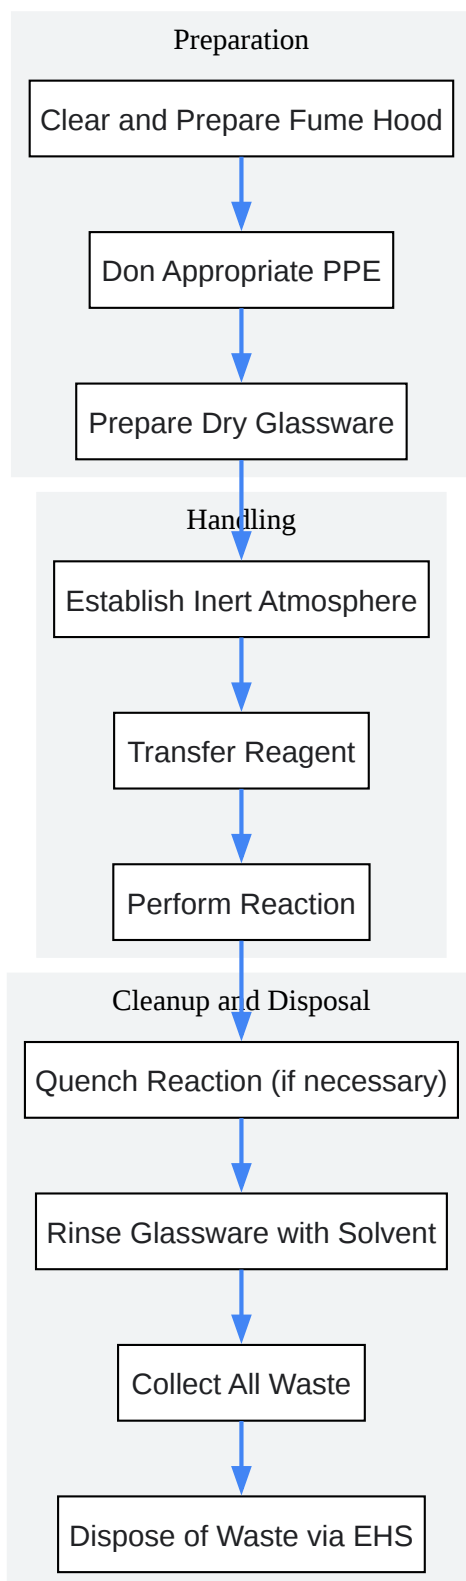 Preparation
Clear and Prepare Fume Hood
Don Appropriate PPE
Prepare Dry Glassware
Handling
Establish Inert Atmosphere
Transfer Reagent
Perform Reaction
Cleanup and Disposal
Quench Reaction (if necessary)
Rinse Glassware with Solvent
Collect All Waste
Dispose of Waste via EHS